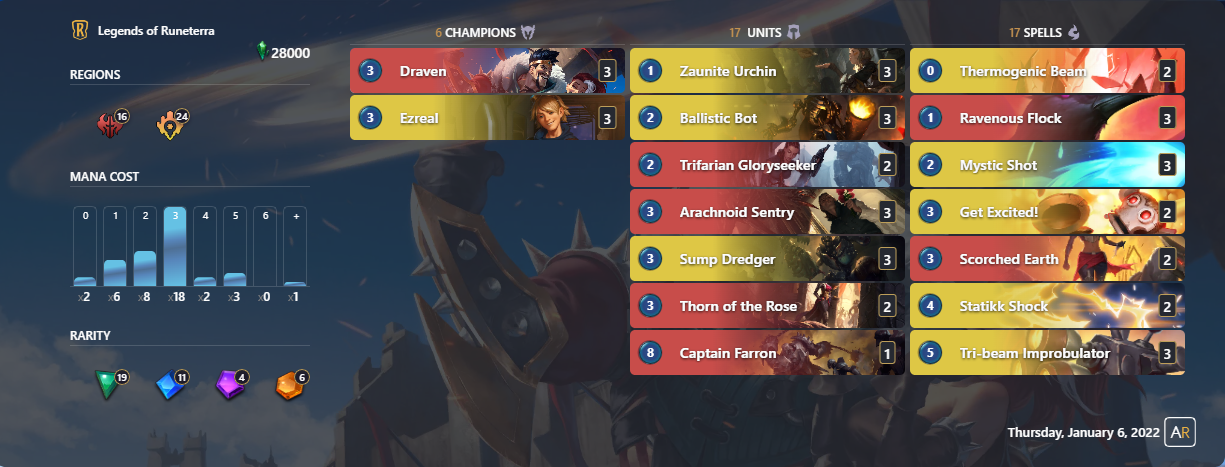 Legends of Runeterra
28000
REGIONS
16
24
MANA COST
0 1 2 3 4 5 6 +
x2 x6 x8 x18 x2 x3 x0 x1
RARITY
19
11
4
6
6 CHAMPIONS
3 Draven 3
3 Ezreal 3
17 UNITS
1 Zaunite Urchin 3
2 Ballistic Bot 3
2 Trifarian Gloryseeker 2
3 Arachnoid Sentry 3
3 Sump Dredger 3
3 Thorn of the Rose 2
8 Captain Farron 1
17 SPELLS
0 Thermogenic Beam 2
1 Ravenous Flock 3
2 Mystic Shot 3
3 Get Excited! 2
3 Scorched Earth 2
4 Statikk Shock 2
5 Tri-beam Improbulator 3
Thursday, January 6, 2022 AR